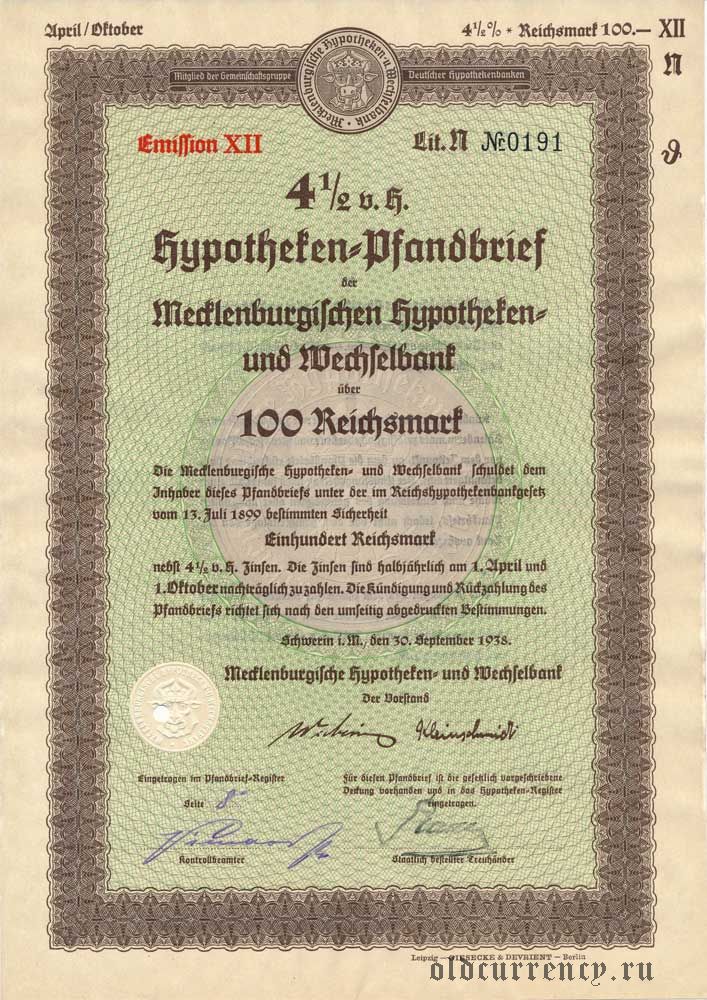 April / Oktober
4½% * Reichsmark 100.—
XII
N
Mecklenburgische Hypotheken- u. Wechselbank
Mitglied der Gemeinschaftsgruppe
Deutscher Hypothekenbanken
Emission XII
Lit. N № 0191
4½ v. H.
Hypotheken-Pfandbrief
der
Mecklenburgischen Hypotheken-
und Wechselbank
über
100 Reichsmark
Die Mecklenburgische Hypotheken- und Wechselbank schuldet dem
Inhaber dieses Pfandbriefs unter der im Reichshypothekenbankgesetz
vom 13. Juli 1899 bestimmten Sicherheit
Einhundert Reichsmark
nebst 4½ v. H. Zinsen. Die Zinsen sind halbjährlich am 1. April und
1. Oktober nachträglich zu zahlen. Die Kündigung und Rückzahlung des
Pfandbriefs richtet sich nach den umseitig abgedruckten Bestimmungen.
Schwerin i. M., den 30. September 1938.
Mecklenburgische Hypotheken- und Wechselbank
Der Vorstand
Kleinschmidt
Eingetragen im Pfandbrief-Register
Seite 8
Kontrollbeamter
Für diesen Pfandbrief ist die gesetzlich vorgeschriebene
Deckung vorhanden und in das Hypotheken-Register
eingetragen.
Staatlich bestellter Treuhänder
Leipzig — GIESECKE & DEVRIENT — Berlin
oldcurrency.ru